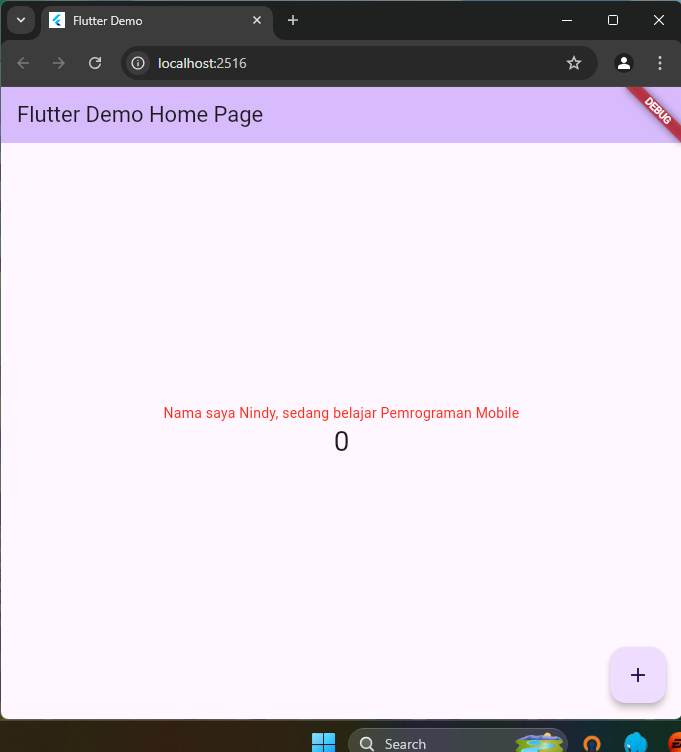 Flutter Demo
localhost:2516
Flutter Demo Home Page
DEBUG
Nama saya Nindy, sedang belajar Pemrograman Mobile
0
Search